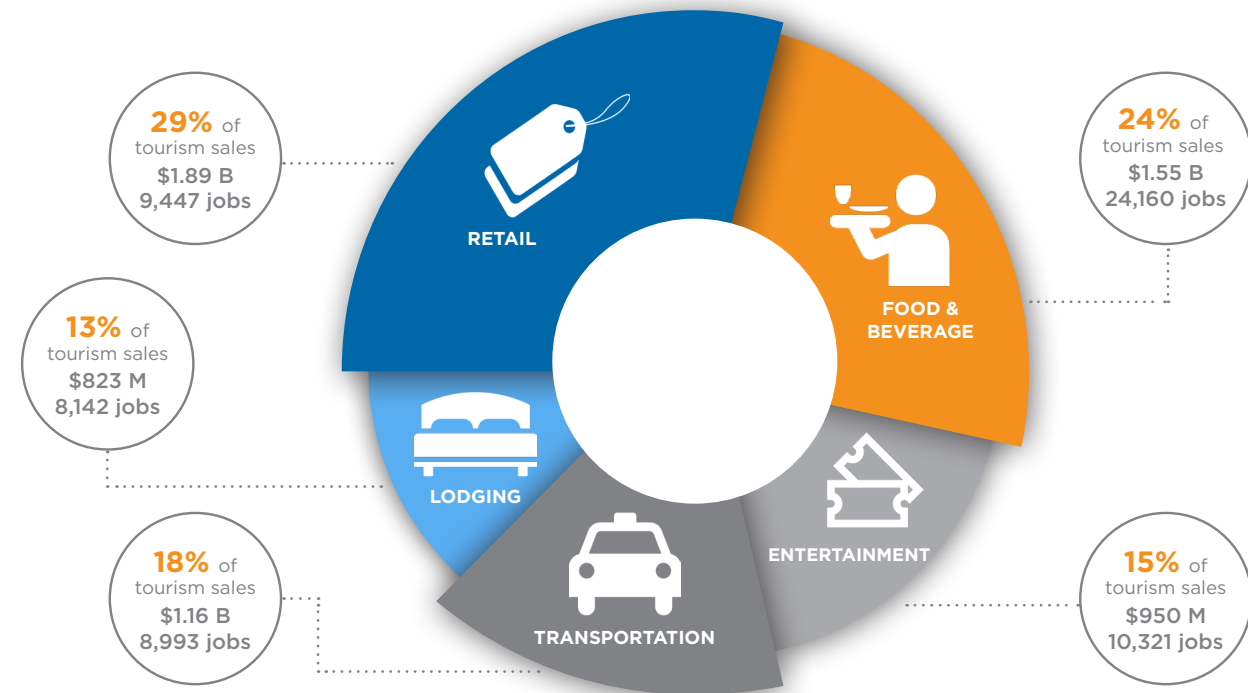 29% of
tourism sales
$1.89 B
9,447 jobs
RETAIL
24% of
tourism sales
$1.55 B
24,160 jobs
FOOD &
BEVERAGE
13% of
tourism sales
$823 M
8,142 jobs
LODGING
18% of
tourism sales
$1.16 B
8,993 jobs
TRANSPORTATION
ENTERTAINMENT
15% of
tourism sales
$950 M
10,321 jobs